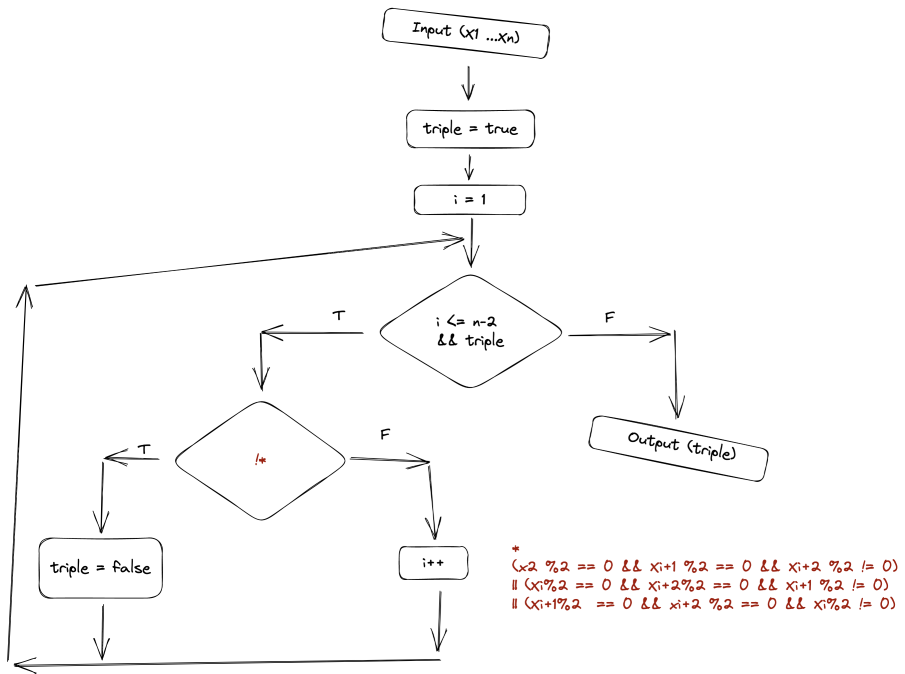 Input (x1 ...xn)
triple = true
i = 1
i <= n-2
&& triple
T
F
!*
T
F
Output (triple)
triple = false
i++
*
(x2 %2 == 0 && xi+1 %2 == 0 && xi+2 %2 != 0)
|| (xi%2 == 0 && xi+2%2 == 0 && xi+1 %2 != 0)
|| (xi+1%2 == 0 && xi+2 %2 == 0 && xi%2 != 0)